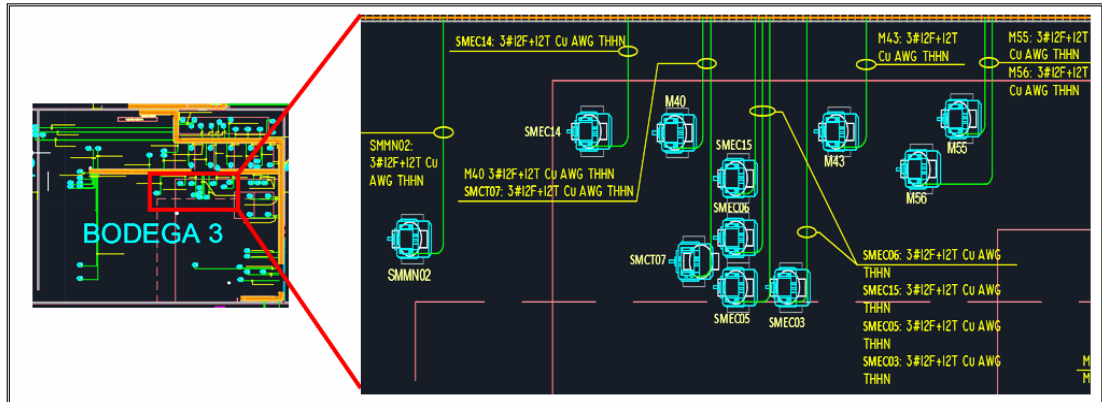 BODEGA 3
SMEC14: 3#12F+12T Cu AWG THHN
M43: 3#12F+12T
Cu AWG THHN
M55: 3#12F+12T
Cu AWG THHN
M56: 3#12F+12T
Cu AWG THHN
SMEC14
M40
SMEC15
M43
M55
M56
SMMN02:
3#12F+12T Cu
AWG THHN
M40 3#12F+12T Cu AWG THHN
SMCT07: 3#12F+12T Cu AWG THHN
SMEC06
SMMN02
SMCT07
SMEC05
SMEC03
SMEC06: 3#12F+12T Cu AWG
THHN
SMEC15: 3#12F+12T Cu AWG
THHN
SMEC05: 3#12F+12T Cu AWG
THHN
SMEC03: 3#12F+12T Cu AWG
THHN
M
M